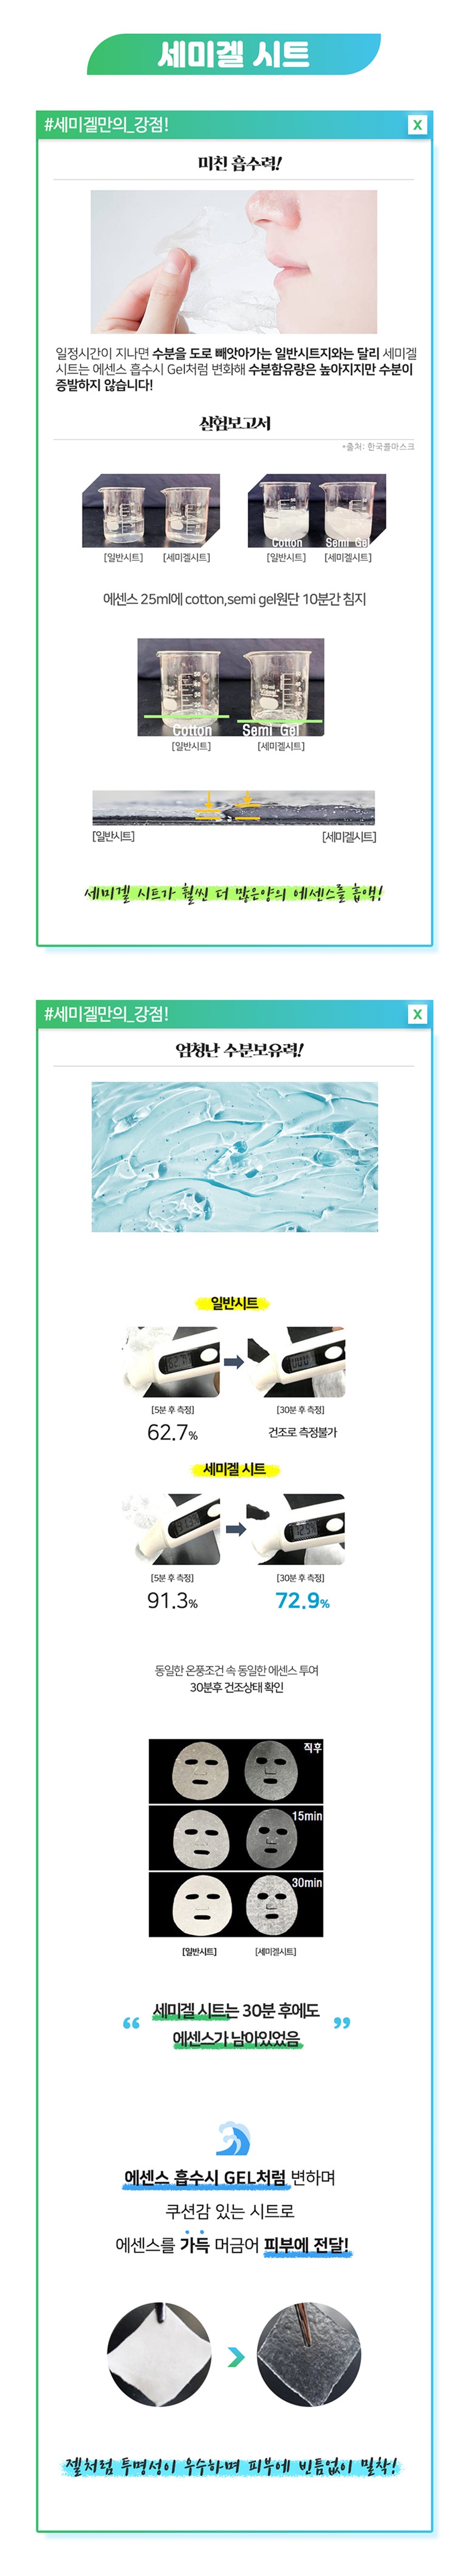 세미겔 시트
#세미겔만의_강점!
X
미친 흡수력!
일정시간이 지나면 수분을 도로 빼앗아가는 일반시트지와는 달리 세미겔
시트는 에센스 흡수시 Gel처럼 변화해 수분함유량은 높아지지만 수분이
증발하지 않습니다!
실험보고서
*출처: 한국콜마스크
Cotton Semi Gel
[일반시트] [세미겔시트] [일반시트] [세미겔시트]
에센스 25ml에 cotton,semi gel원단 10분간 침지
Cotton Semi Gel
[일반시트] [세미겔시트]
[일반시트] [세미겔시트]
세미겔 시트가 훨씬 더 많은양의 에센스를 흡액!
#세미겔만의_강점!
X
엄청난 수분보유력!
일반시트
[5분 후 측정] [30분 후 측정]
62.7% 건조로 측정불가
세미겔 시트
[5분 후 측정] [30분 후 측정]
91.3% 72.9%
동일한 온풍조건 속 동일한 에센스 투여
30분후 건조상태 확인
직후
15min
30min
[일반시트] [세미겔시트]
“ 세미겔 시트는 30분 후에도 ”
에센스가 남아있었음
에센스 흡수시 GEL처럼 변하며
쿠션감 있는 시트로
에센스를 가득 머금어 피부에 전달!
젤처럼 투명성이 우수하며 피부에 빈틈없이 밀착!